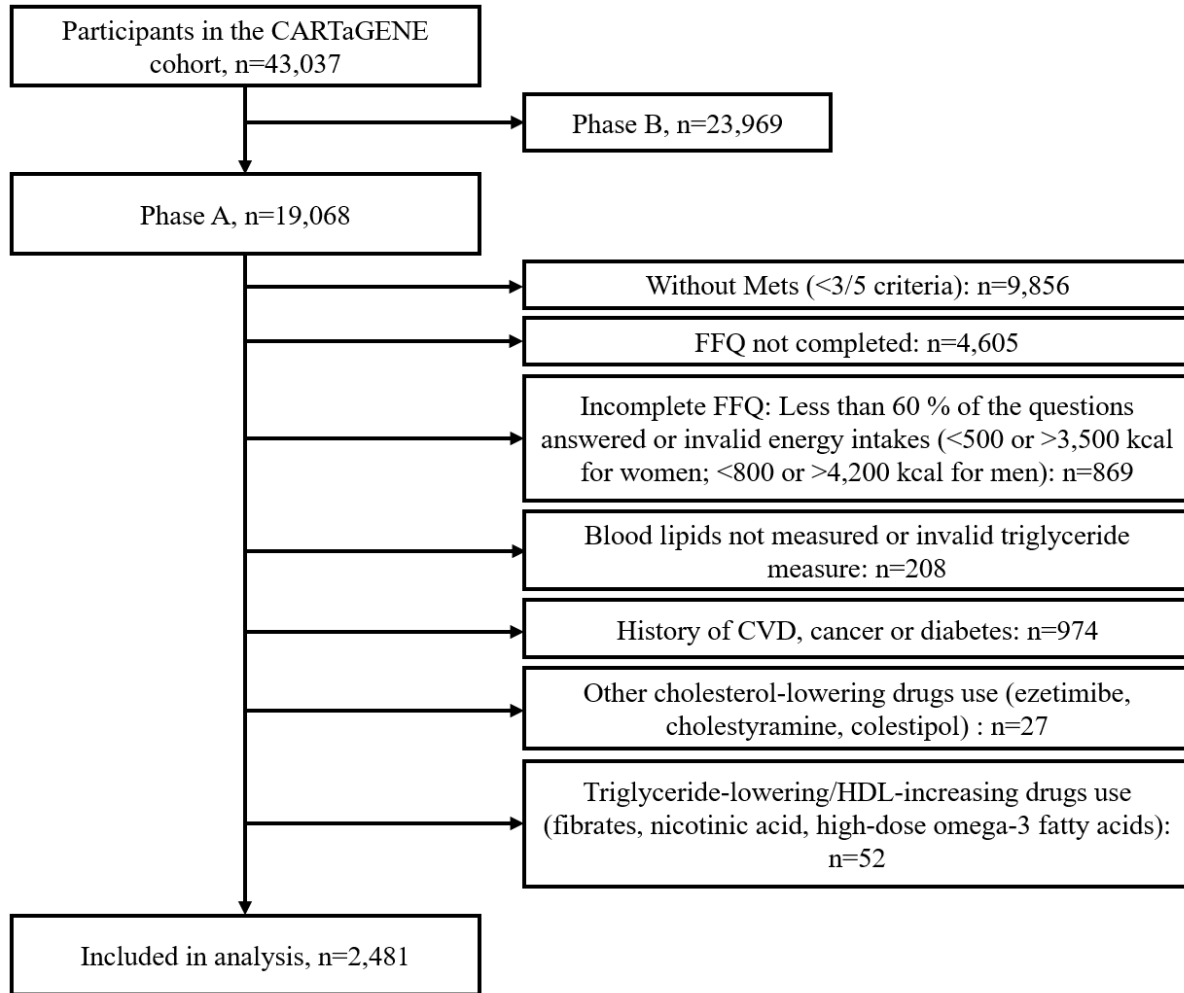 Participants in the CARTaGENE
cohort, n=43,037
Phase B, n=23,969
Phase A, n=19,068
Without Mets (<3/5 criteria): n=9,856
FFQ not completed: n=4,605
Incomplete FFQ: Less than 60 % of the questions
answered or invalid energy intakes (<500 or >3,500 kcal
for women; <800 or >4,200 kcal for men): n=869
Blood lipids not measured or invalid triglyceride
measure: n=208
History of CVD, cancer or diabetes: n=974
Other cholesterol-lowering drugs use (ezetimibe,
cholestyramine, colestipol) : n=27
Triglyceride-lowering/HDL-increasing drugs use
(fibrates, nicotinic acid, high-dose omega-3 fatty acids):
n=52
Included in analysis, n=2,481